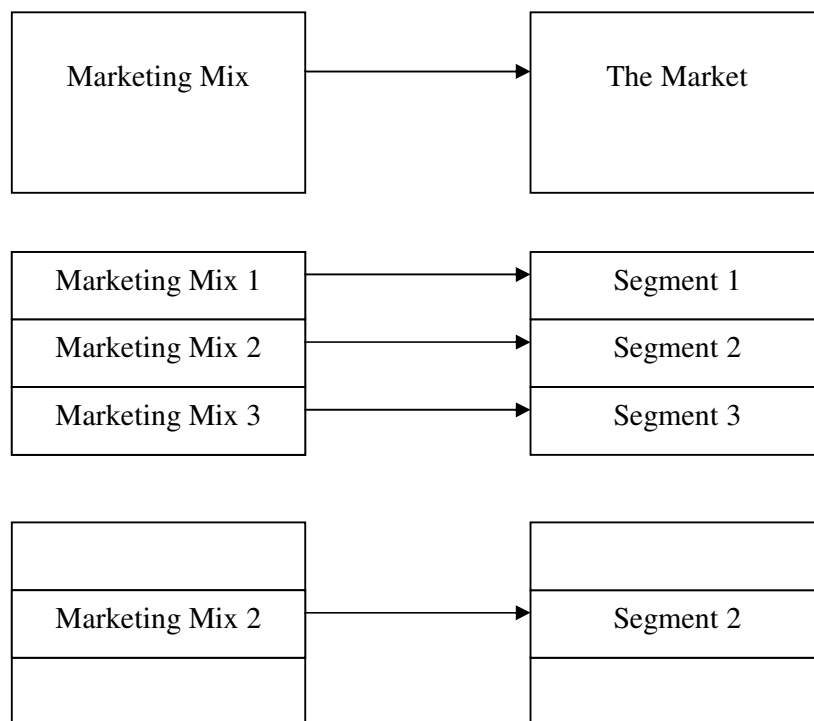 Marketing Mix
The Market
Marketing Mix 1
Segment 1
Marketing Mix 2
Segment 2
Marketing Mix 3
Segment 3
Marketing Mix 2
Segment 2